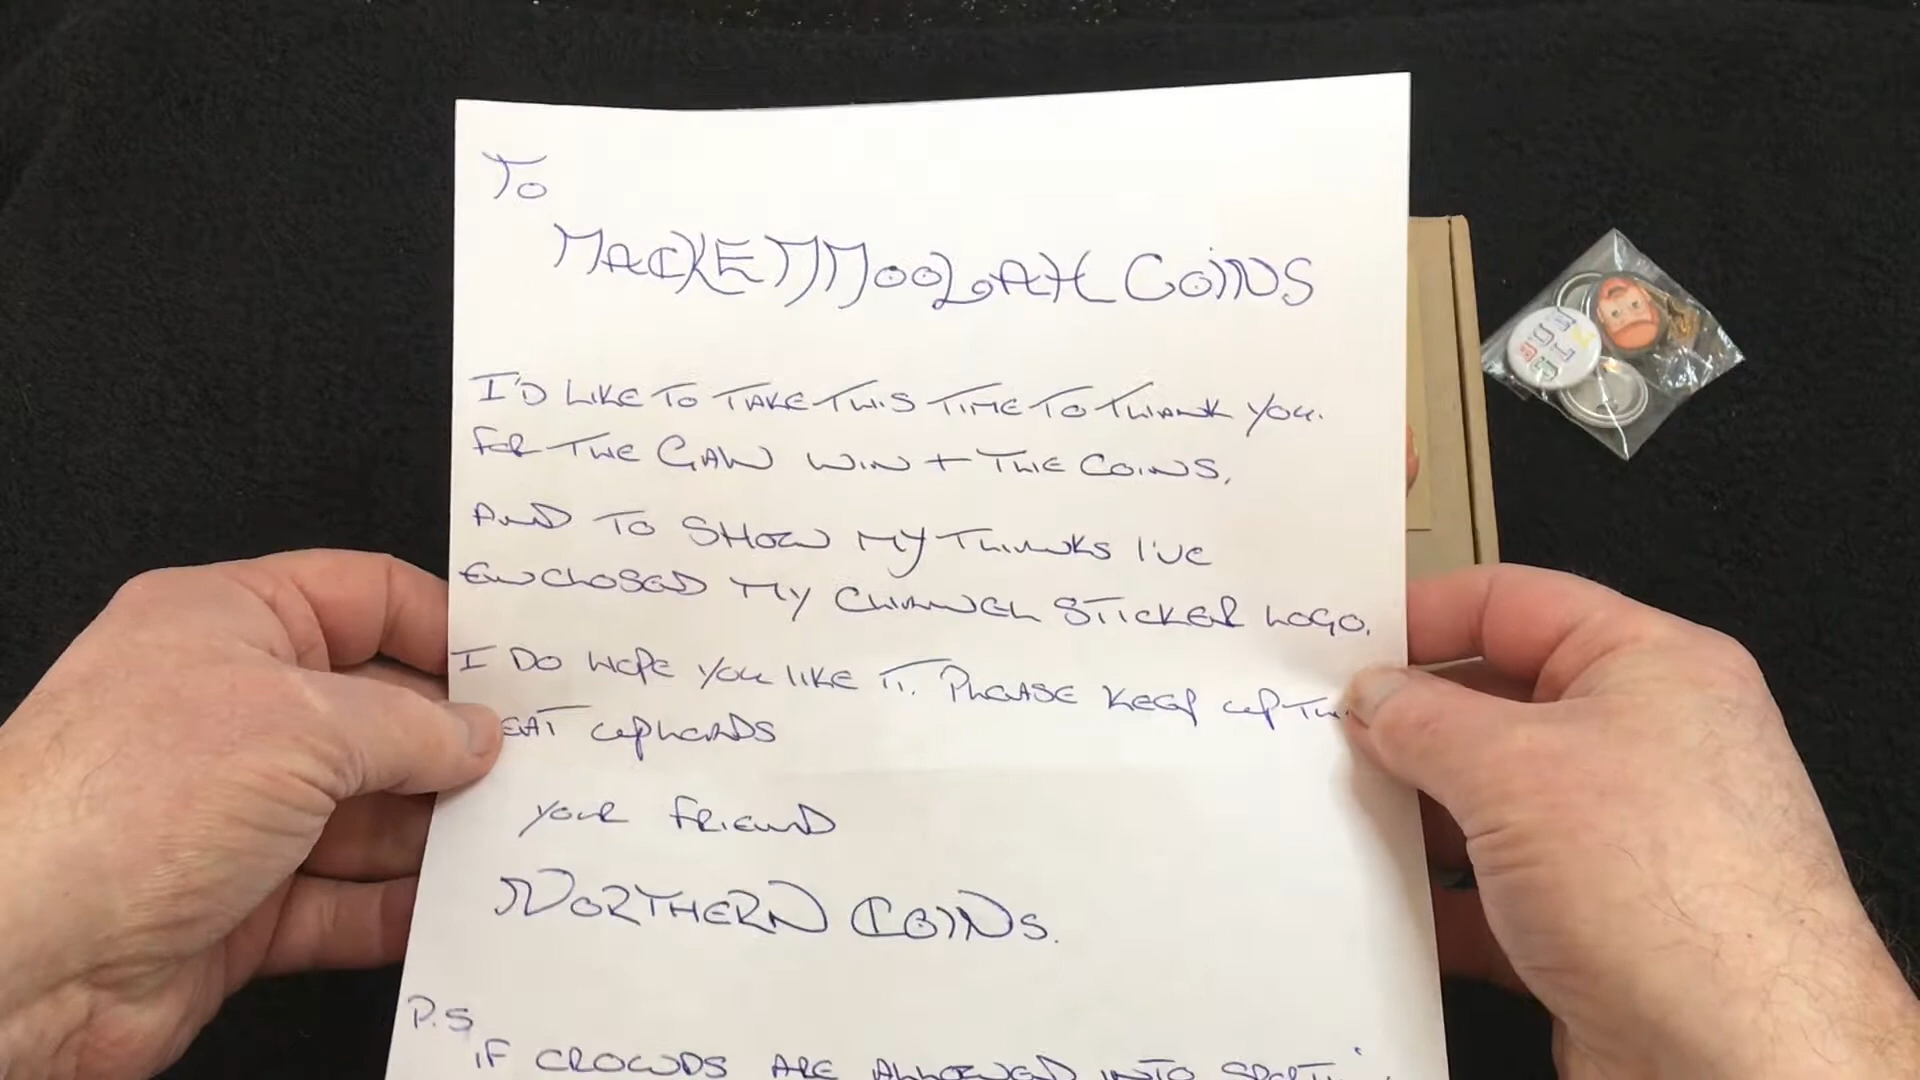 To
MACKEMMOOLAH COINS
I'D LIKE TO TAKE THIS TIME TO THANK YOU.
FOR THE GAW WIN + THE COINS,
AND TO SHOW MY THANKS I'VE
ENCLOSED MY CHANNEL STICKER LOGO.
I DO HOPE YOU LIKE IT. PLEASE KEEP UP
EAT UPLOADS
YOUR FRIEND
NORTHERN COINS.
P.S
IF CROWDS ARE ALLOWED INTO